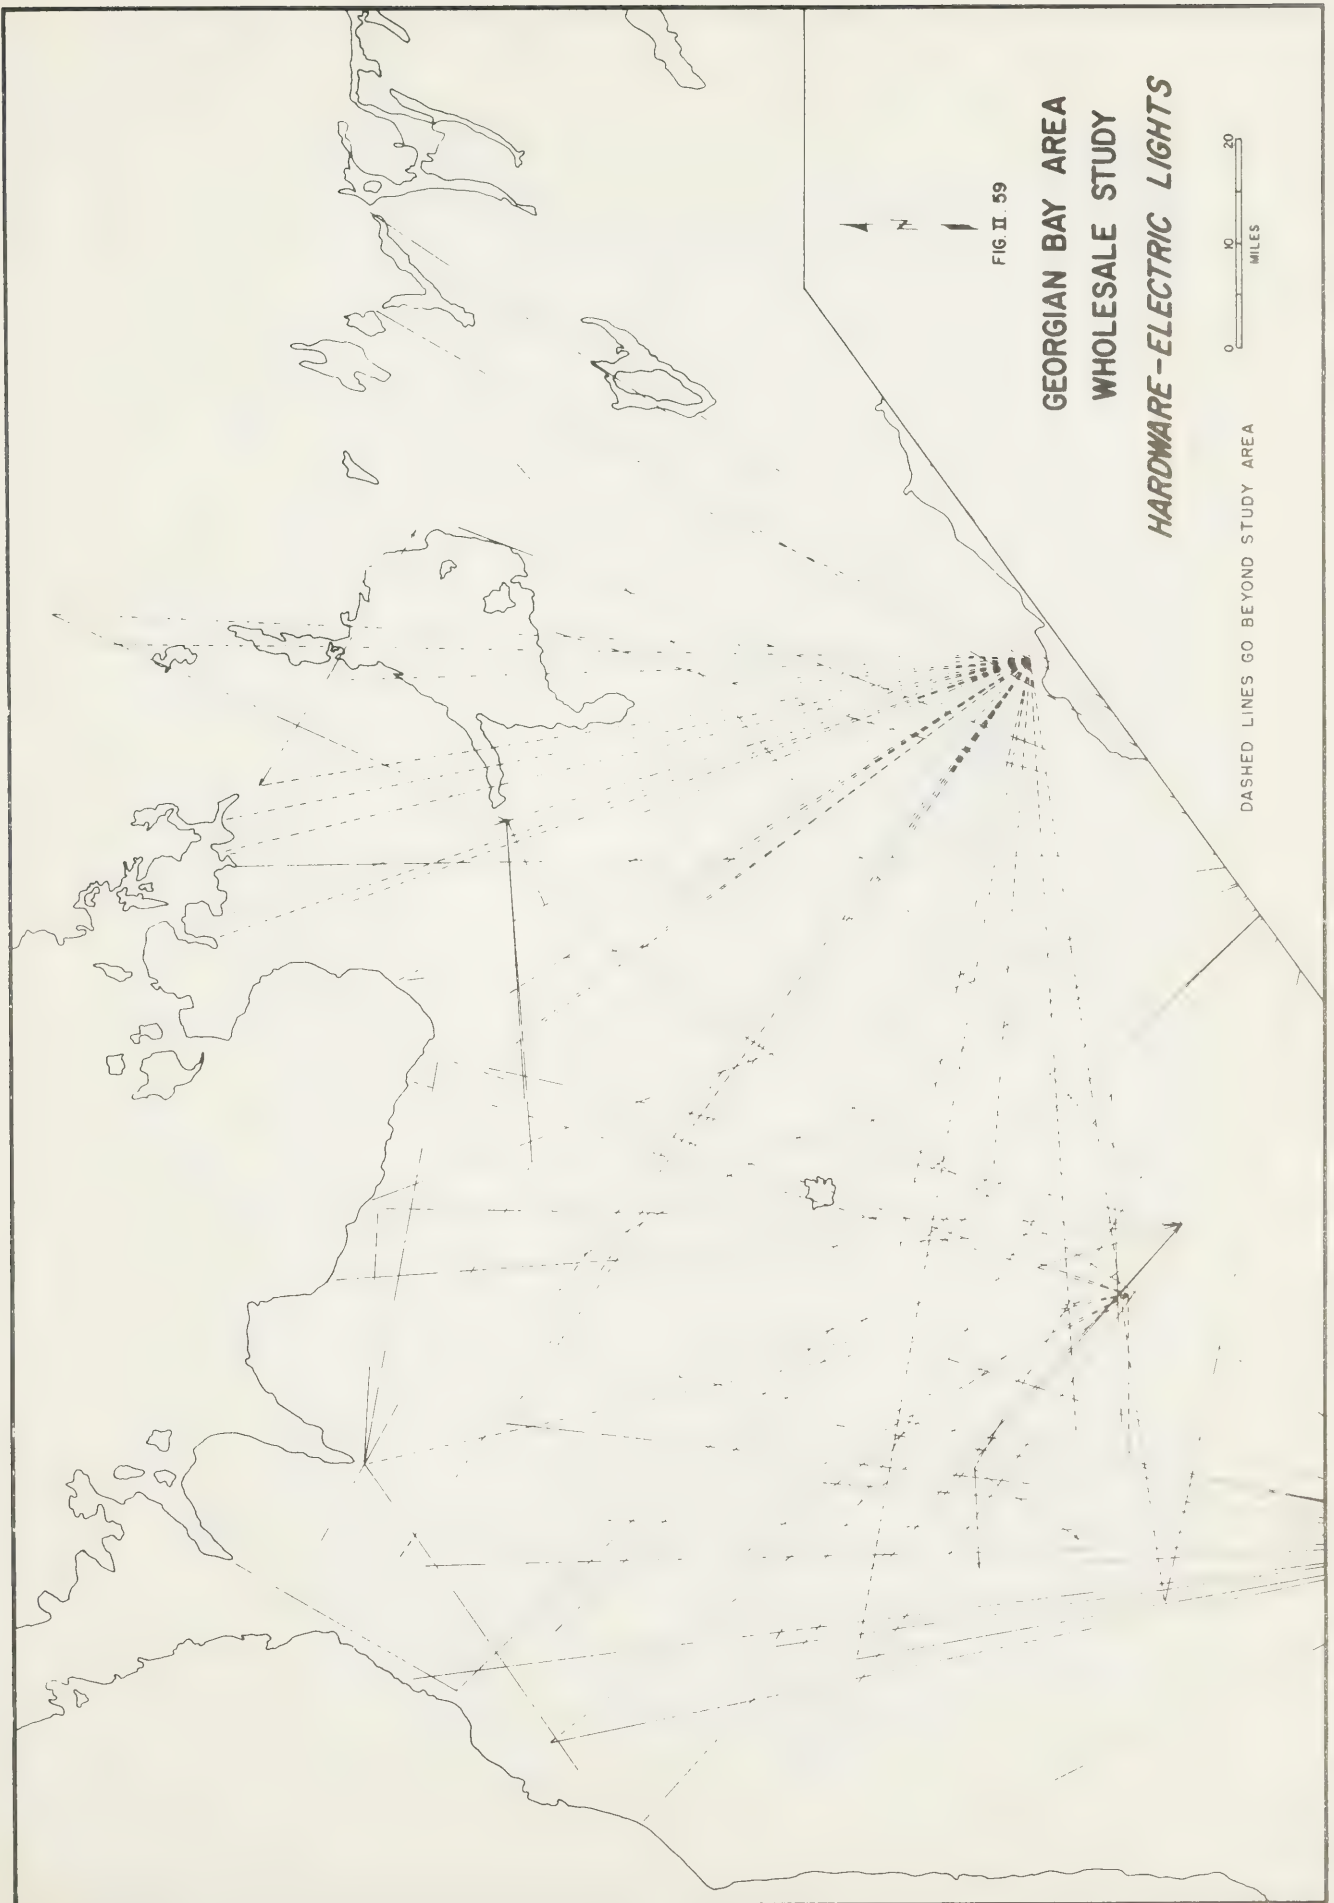 N
FIG. II. 59
GEORGIAN BAY AREA
WHOLESALE STUDY
HARDWARE-ELECTRIC LIGHTS
0 10 20
MILES
DASHED LINES GO BEYOND STUDY AREA